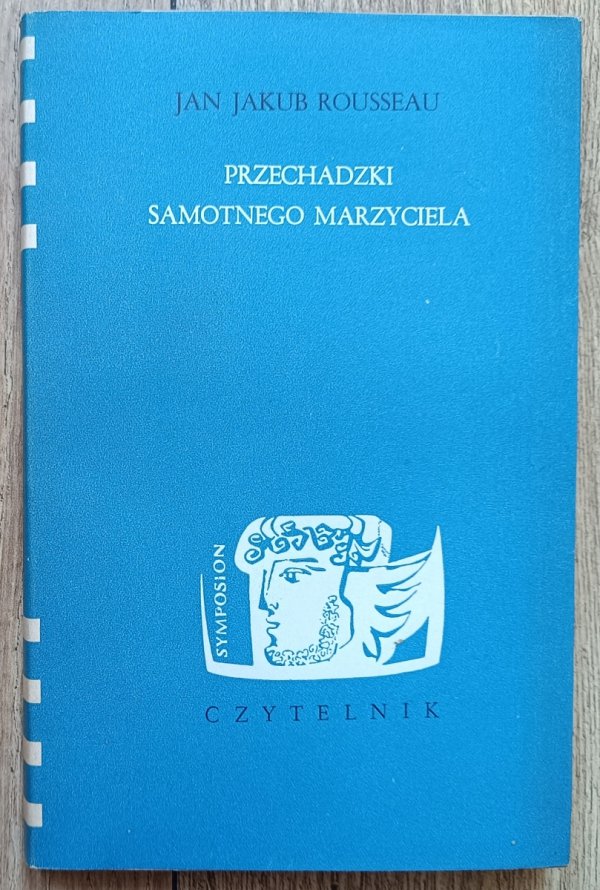 JAN JAKUB ROUSSEAU
PRZECHADZKI
SAMOTNEGO MARZYCIELA
SYMPOSION
CZYTELNIK